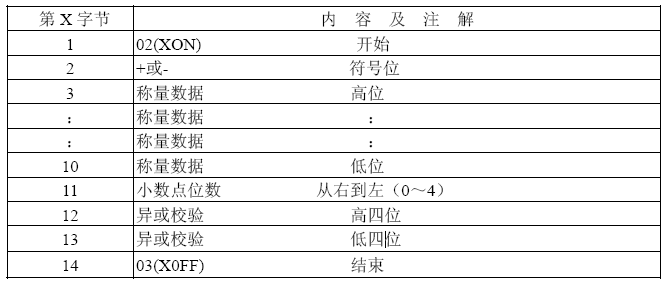 第 X 字节 内 容 及 注 解
1 02(XON) 开始
2 +或- 符号位
3 称量数据 高位
: 称量数据 :
: 称量数据 :
10 称量数据 低位
11 小数点位数 从右到左（0～4）
12 异或校验 高四位
13 异或校验 低四位
14 03(X0FF) 结束